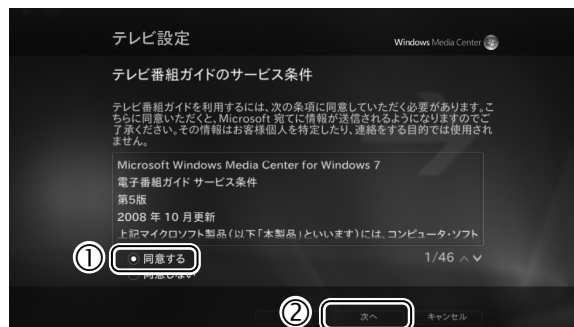 テレビ設定
Windows Media Center
テレビ番組ガイドのサービス条件
テレビ番組ガイドを利用するには、次の条項に同意していただく必要があります。こ
ちらに同意いただくと、Microsoft 宛てに情報が送信されるようになりますのでご
了承ください。その情報はお客様個人を特定したり、連絡をする目的では使用され
ません。
Microsoft Windows Media Center for Windows 7
電子番組ガイド サービス条件
第5版
2008 年 10 月更新
上記マイクロソフト製品(以下「本製品」といいます)には、コンピュータ・ソフト
① 同意する
1/46
同意しない
② 次へ
キャンセル